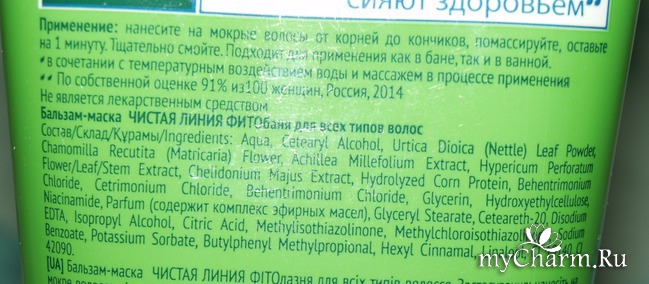 сияют здоровьем**
Применение: нанесите на мокрые волосы от корней до кончиков, помассируйте, оставьте
на 1 минуту. Тщательно смойте. Подходит для применения как в бане, так и в ванной.
*в сочетании с температурным воздействием воды и массажем в процессе применения
** По собственной оценке 91% из100 женщин, Россия, 2014
Не является лекарственным средством.
Бальзам-маска ЧИСТАЯ ЛИНИЯ ФИТОбаня для всех типов волос
Состав/Склад/Құрамы/Ingredients: Aqua, Cetearyl Alcohol, Urtica Dioica (Nettle) Leaf Powder,
Chamomilla Recutita (Matricaria) Flower, Achillea Millefolium Extract, Hypericum Perforatum
Flower/Leaf/Stem Extract, Chelidonium Majus Extract, Hydrolyzed Corn Protein, Behentrimonium
Chloride, Cetrimonium Chloride, Behentrimonium Chloride, Glycerin, Hydroxyethylcellulose,
Niacinamide, Parfum (содержит комплекс эфирных масел), Glyceryl Stearate, Ceteareth-20, Disodium
EDTA, Isopropyl Alcohol, Citric Acid, Methylisothiazolinone, Methylchloroisothiazolinone, Sodium
Benzoate, Potassium Sorbate, Butylphenyl Methylpropional, Hexyl Cinnamal, Linalool, CI
42090.
[UA] Бальзам-маска ЧИСТАЯ ЛИНИЯ ФІТОлазня для всіх типів волосся.
myCharm.Ru